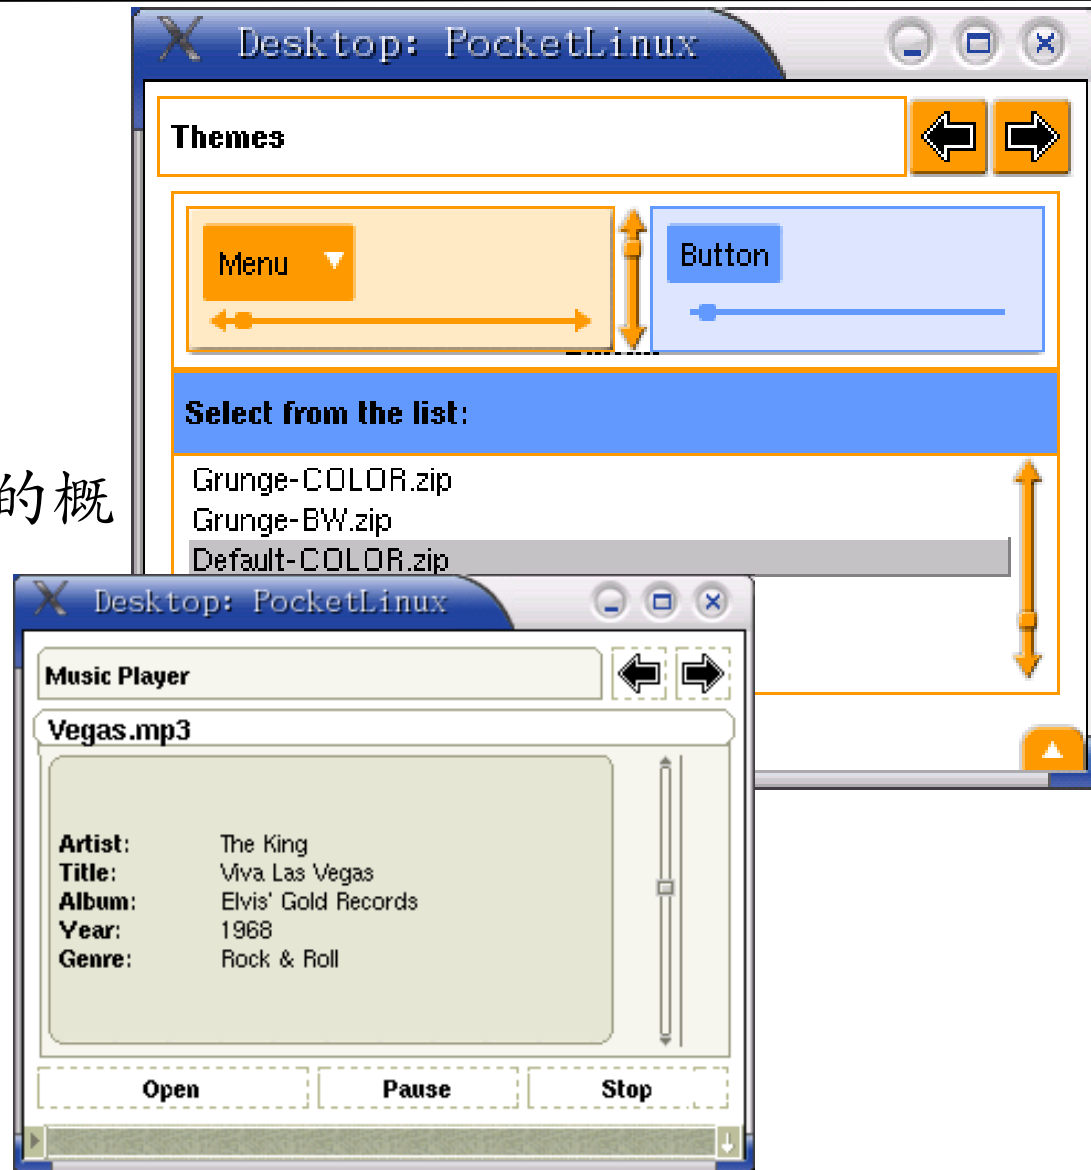 Desktop: PocketLinux
Themes
Menu
Button
Select from the list:
Grunge-COLOR.zip
的概
Grunge-BW.zip
Default-COLOR.zip
Desktop: PocketLinux
Music Player
Vegas.mp3
Artist: The King
Title: Viva Las Vegas
Album: Elvis' Gold Records
Year: 1968
Genre: Rock & Roll
Open Pause Stop